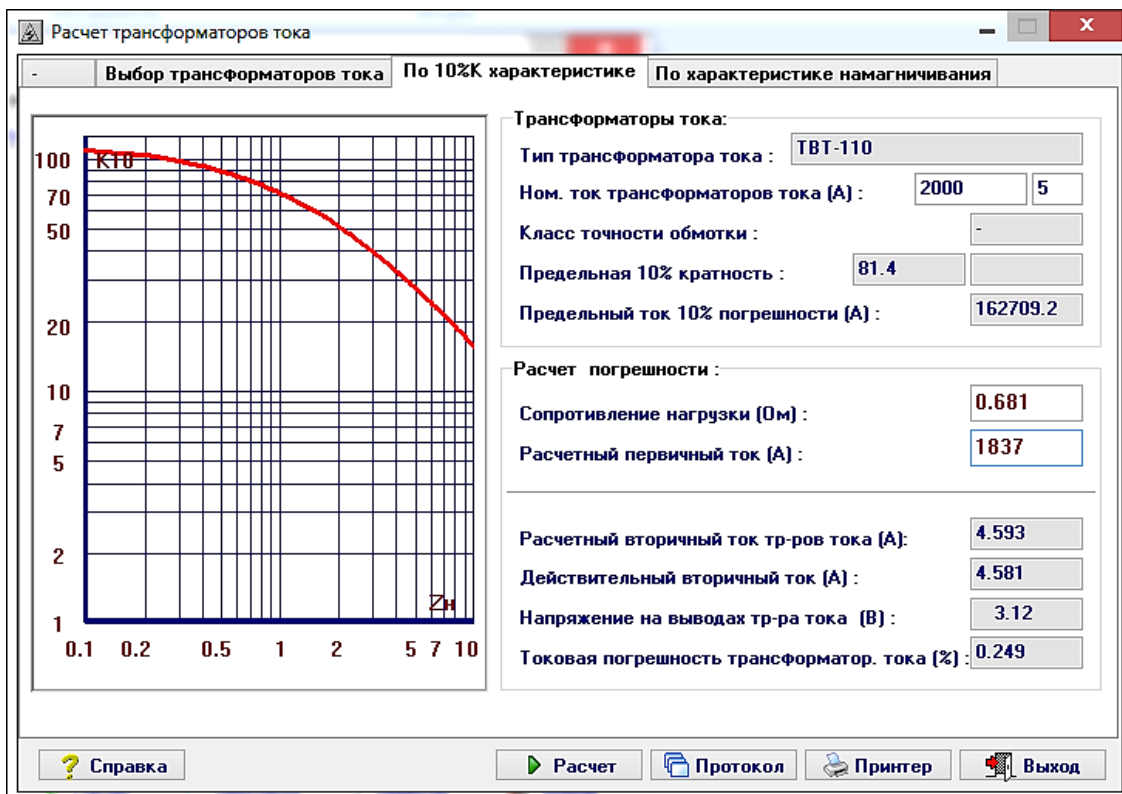 Расчет трансформаторов тока
x
- Выбор трансформаторов тока По 10%К характеристике По характеристике намагничивания
К10
100
70
50
20
10
7
5
2
1
Zн
0.1 0.2 0.5 1 2 5 7 10
Трансформаторы тока:
Тип трансформатора тока : ТВТ-110
Ном. ток трансформаторов тока (А) : 2000 5
Класс точности обмотки : -
Предельная 10% кратность : 81.4
Предельный ток 10% погрешности (А) : 162709.2
Расчет погрешности :
Сопротивление нагрузки (Ом) : 0.681
Расчетный первичный ток (А) : 1837
Расчетный вторичный ток тр-ров тока (А): 4.593
Действительный вторичный ток (А) : 4.581
Напряжение на выводах тр-ра тока (В) : 3.12
Токовая погрешность трансформатор. тока (%) : 0.249
? Справка Расчет Протокол Принтер Выход